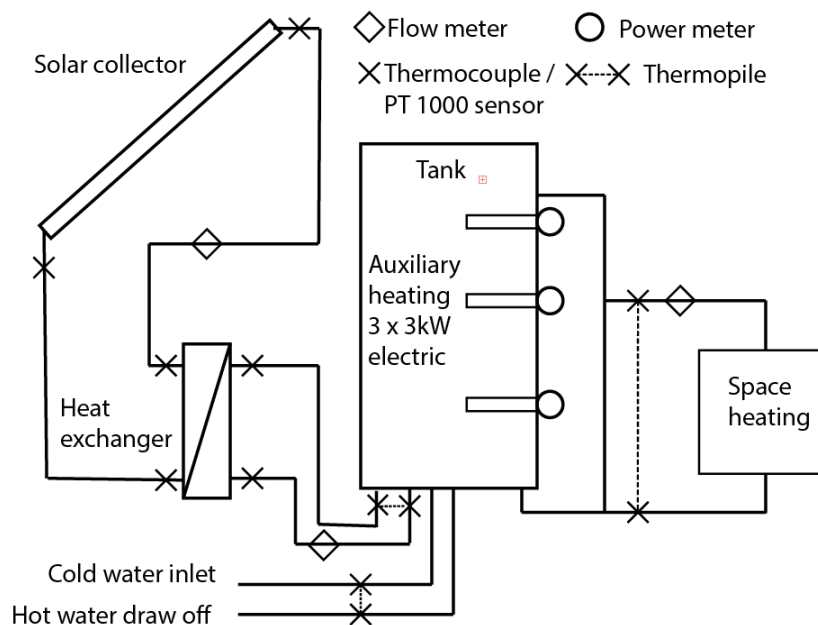 Flow meter
Power meter
Solar collector
Thermocouple /
PT 1000 sensor
Thermopile
Tank
Auxiliary
heating
3 x 3kW
electric
Space
heating
Heat
exchanger
Cold water inlet
Hot water draw off